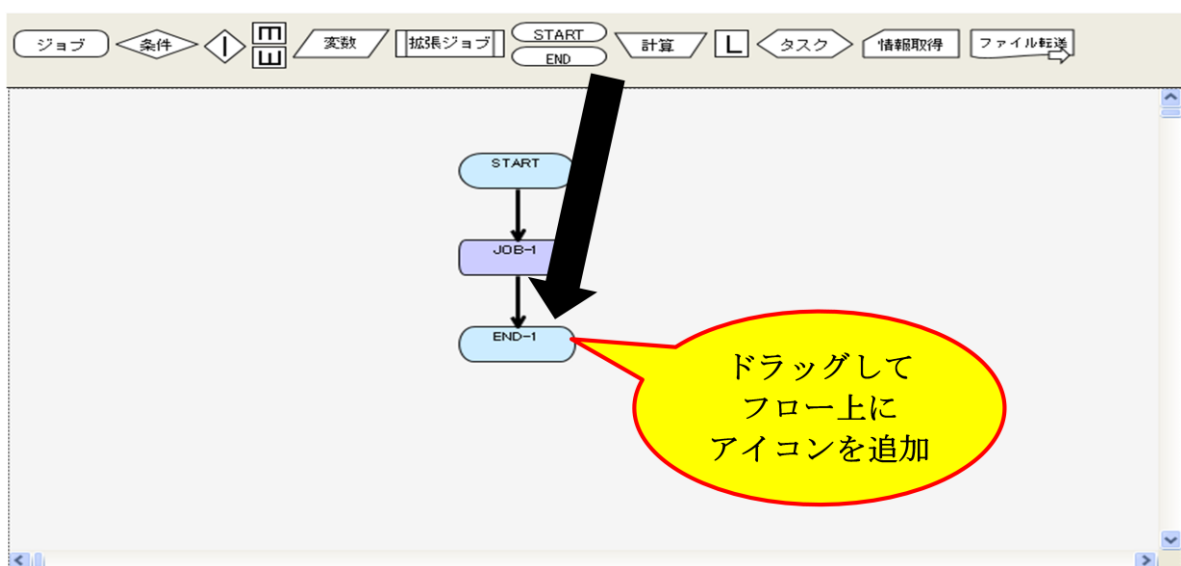 ジョブ
条件
変数
拡張ジョブ
START
END
計算
L
タスク
情報取得
ファイル転送
START
JOB-1
END-1
ドラッグして
フロー上に
アイコンを追加